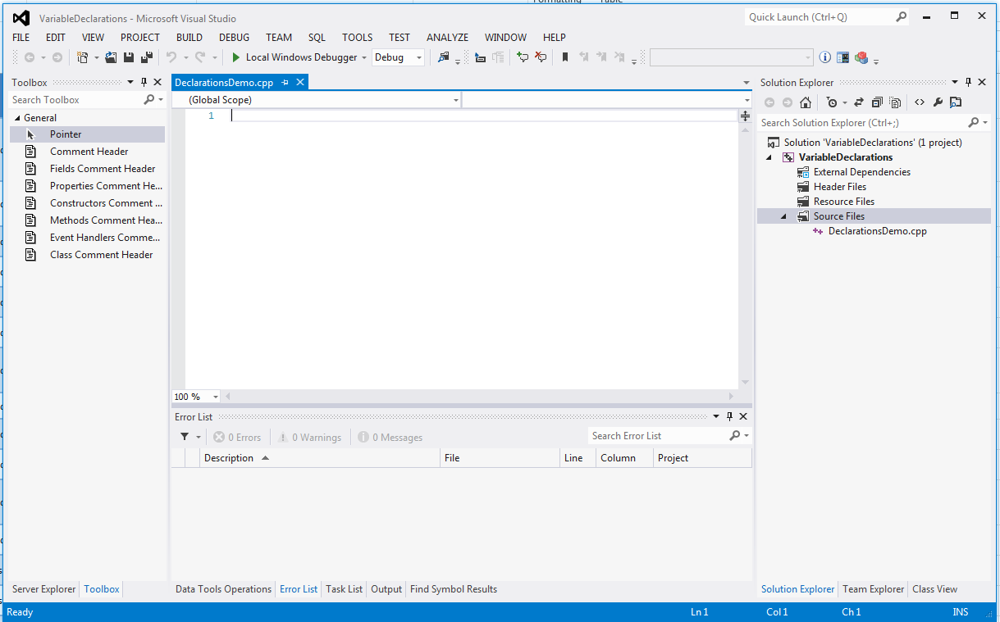 Formatting Table
VariableDeclarations - Microsoft Visual Studio
Quick Launch (Ctrl+Q)
FILE EDIT VIEW PROJECT BUILD DEBUG TEAM SQL TOOLS TEST ANALYZE WINDOW HELP
Local Windows Debugger Debug
Toolbox
Search Toolbox
General
Pointer
Comment Header
Fields Comment Header
Properties Comment He...
Constructors Comment ...
Methods Comment Hea...
Event Handlers Comme...
Class Comment Header
Server Explorer Toolbox
DeclarationsDemo.cpp
(Global Scope)
1
100 %
Error List
0 Errors 0 Warnings 0 Messages
Search Error List
Description File Line Column Project
Data Tools Operations Error List Task List Output Find Symbol Results
Solution Explorer
Search Solution Explorer (Ctrl+;)
Solution 'VariableDeclarations' (1 project)
VariableDeclarations
External Dependencies
Header Files
Resource Files
Source Files
DeclarationsDemo.cpp
Solution Explorer Team Explorer Class View
Ready Ln 1 Col 1 Ch 1 INS